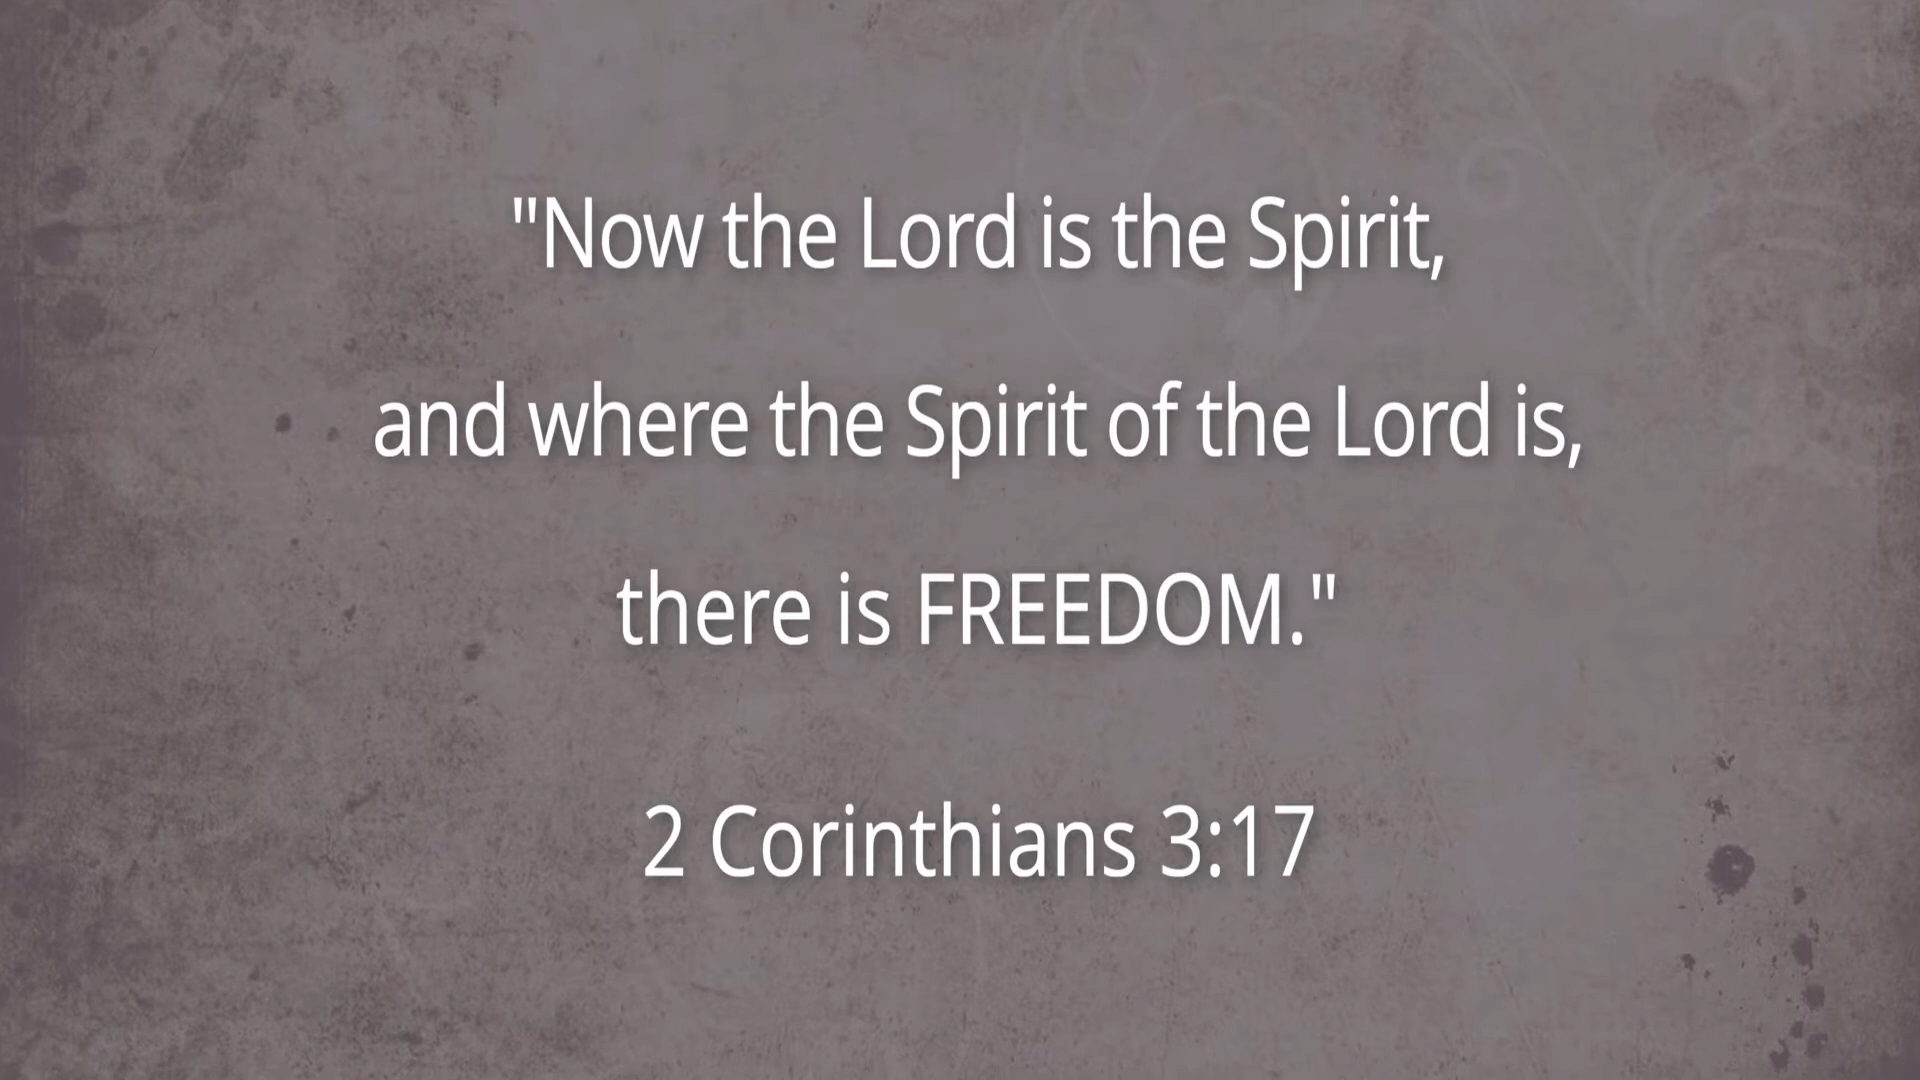 "Now the Lord is the Spirit,
and where the Spirit of the Lord is,
there is FREEDOM."
2 Corinthians 3:17